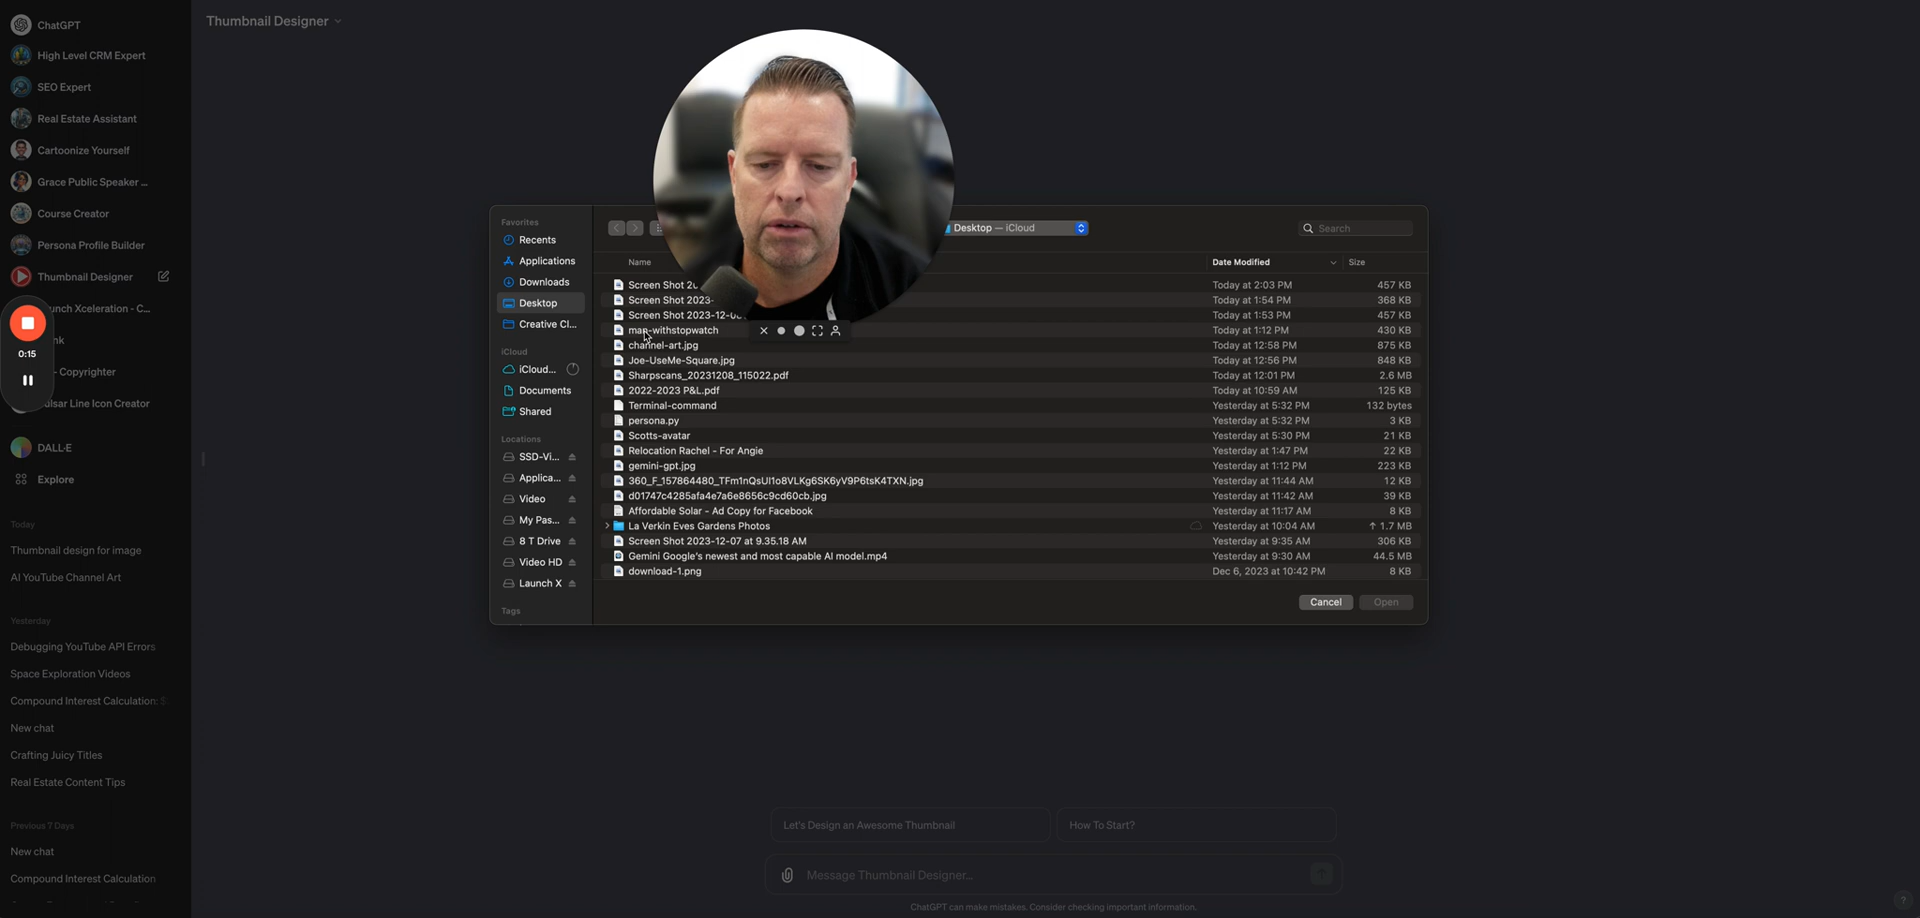 ChatGPT
High Level CRM Expert
SEO Expert
Real Estate Assistant
Cartoonize Yourself
Grace Public Speaker ...
Course Creator
Persona Profile Builder
Thumbnail Designer
unch Xceleration - C...
nk
- Copyrighter
ulsar Line Icon Creator
DALL·E
Explore
Today
Thumbnail design for image
AI YouTube Channel Art
Yesterday
Debugging YouTube API Errors
Space Exploration Videos
Compound Interest Calculation: $
New chat
Crafting Juicy Titles
Real Estate Content Tips
Previous 7 Days
New chat
Compound Interest Calculation
0:15
Thumbnail Designer
Favorites
Recents
Applications
Downloads
Desktop
Creative Cl...
iCloud
iCloud...
Documents
Shared
Locations
SSD-Vi...
Applica...
Video
My Pas...
8 T Drive
Video HD
Launch X
Tags
Desktop — iCloud
Search
Name Date Modified Size
Screen Shot 20 Today at 2:03 PM 457 KB
Screen Shot 2023- Today at 1:54 PM 368 KB
Screen Shot 2023-12-0 Today at 1:53 PM 457 KB
man-withstopwatch Today at 1:12 PM 430 KB
channel-art.jpg Today at 12:58 PM 875 KB
Joe-UseMe-Square.jpg Today at 12:56 PM 848 KB
Sharpscans_20231208_115022.pdf Today at 12:01 PM 2.6 MB
2022-2023 P&L.pdf Today at 10:59 AM 125 KB
Terminal-command Yesterday at 5:32 PM 132 bytes
persona.py Yesterday at 5:32 PM 3 KB
Scotts-avatar Yesterday at 5:30 PM 21 KB
Relocation Rachel - For Angie Yesterday at 1:47 PM 22 KB
gemini-gpt.jpg Yesterday at 1:12 PM 223 KB
360_F_157864480_TFm1nQsUI1o8VLKg6SK6yV9P6tsK4TXN.jpg Yesterday at 11:44 AM 12 KB
d01747c4285afa4e7a6e8656c9cd60cb.jpg Yesterday at 11:42 AM 39 KB
Affordable Solar - Ad Copy for Facebook Yesterday at 11:17 AM 8 KB
La Verkin Eves Gardens Photos Yesterday at 10:04 AM ↑ 1.7 MB
Screen Shot 2023-12-07 at 9.35.18 AM Yesterday at 9:35 AM 306 KB
Gemini Google's newest and most capable AI model.mp4 Yesterday at 9:30 AM 44.5 MB
download-1.png Dec 6, 2023 at 10:42 PM 8 KB
Cancel Open
Let's Design an Awesome Thumbnail
How To Start?
Message Thumbnail Designer...
ChatGPT can make mistakes. Consider checking important information.
?